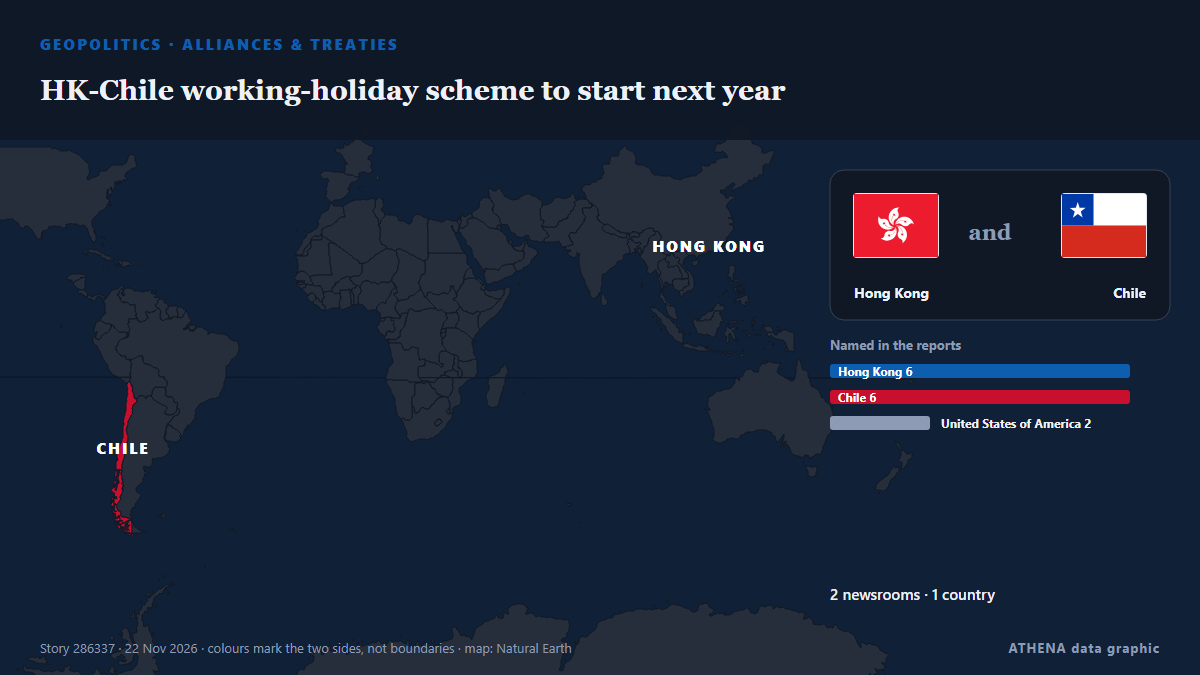 GEOPOLITICS · ALLIANCES & TREATIES
HK-Chile working-holiday scheme to start next year
HONG KONG
CHILE
and
Hong Kong
Chile
Named in the reports
Hong Kong 6
Chile 6
United States of America 2
2 newsrooms · 1 country
Story 286337 · 22 Nov 2026 · colours mark the two sides, not boundaries · map: Natural Earth
ATHENA data graphic